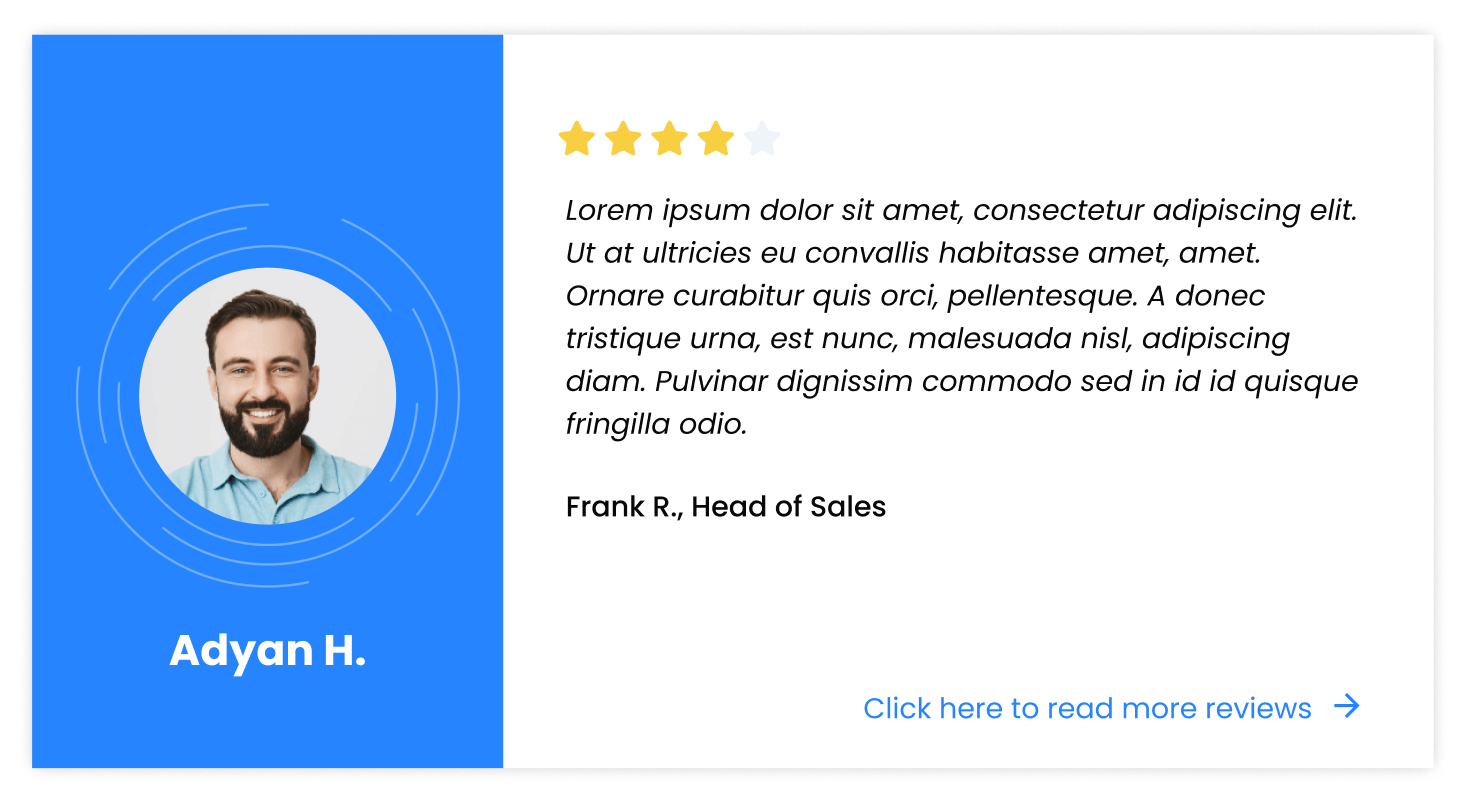 Adyan H.
Lorem ipsum dolor sit amet, consectetur adipiscing elit.
Ut at ultricies eu convallis habitasse amet, amet.
Ornare curabitur quis orci, pellentesque. A donec
tristique urna, est nunc, malesuada nisl, adipiscing
diam. Pulvinar dignissim commodo sed in id id quisque
fringilla odio.
Frank R., Head of Sales
Click here to read more reviews →